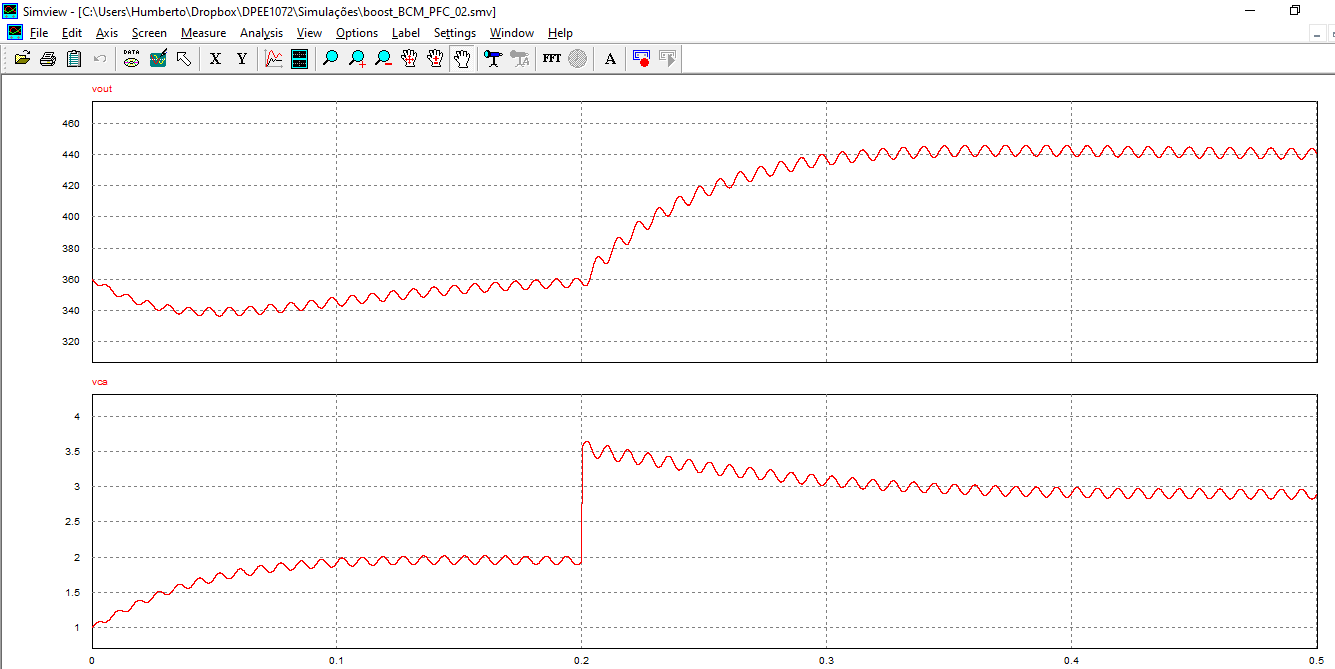 Simview - [C:\Users\Humberto\Dropbox\DPEE1072\Simulações\boost_BCM_PFC_02.smv]
File Edit Axis Screen Measure Analysis View Options Label Settings Window Help
DATA X Y TA FFT A
vout
460
440
420
400
380
360
340
320
vca
4
3.5
3
2.5
2
1.5
1
0 0.1 0.2 0.3 0.4 0.5